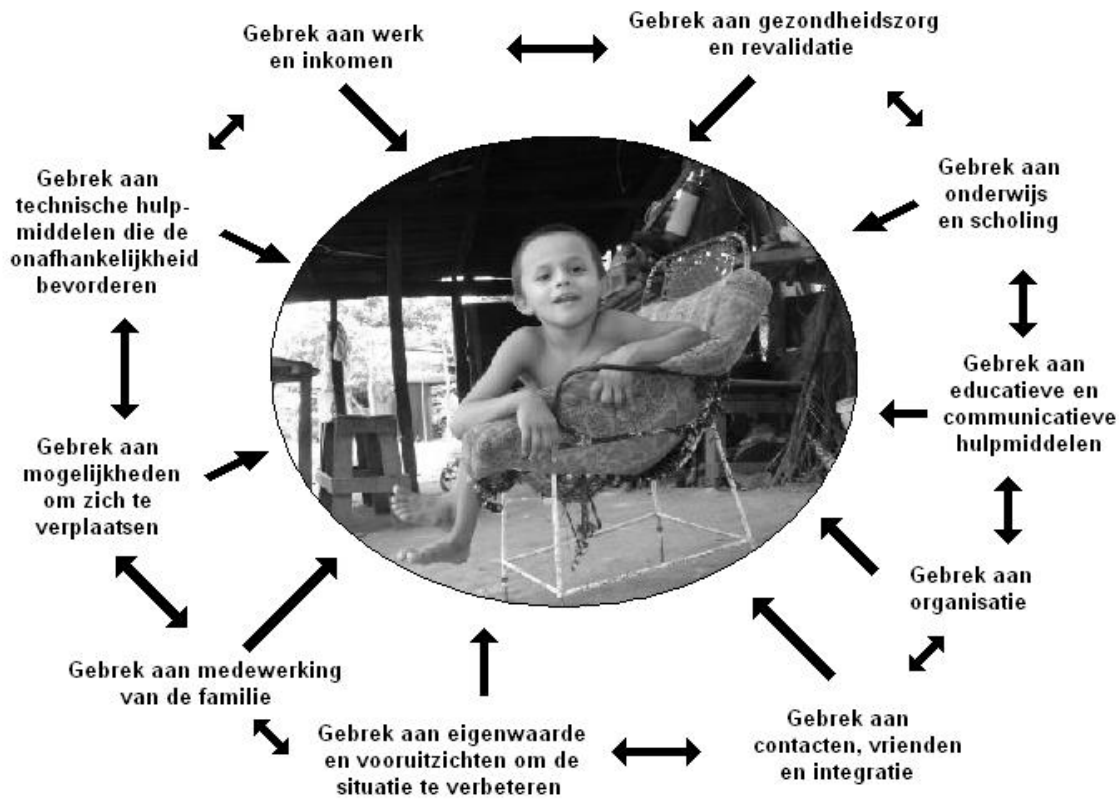 Gebrek aan werk
en inkomen
Gebrek aan gezondheidszorg
en revalidatie
Gebrek aan
onderwijs
en scholing
Gebrek aan
educatieve en
communicatieve
hulpmiddelen
Gebrek aan
organisatie
Gebrek aan
contacten, vrienden
en integratie
Gebrek aan eigenwaarde
en vooruitzichten om de
situatie te verbeteren
Gebrek aan medewerking
van de familie
Gebrek aan
mogelijkheden
om zich te
verplaatsen
Gebrek aan
technische hulp-
middelen die de
onafhankelijkheid
bevorderen